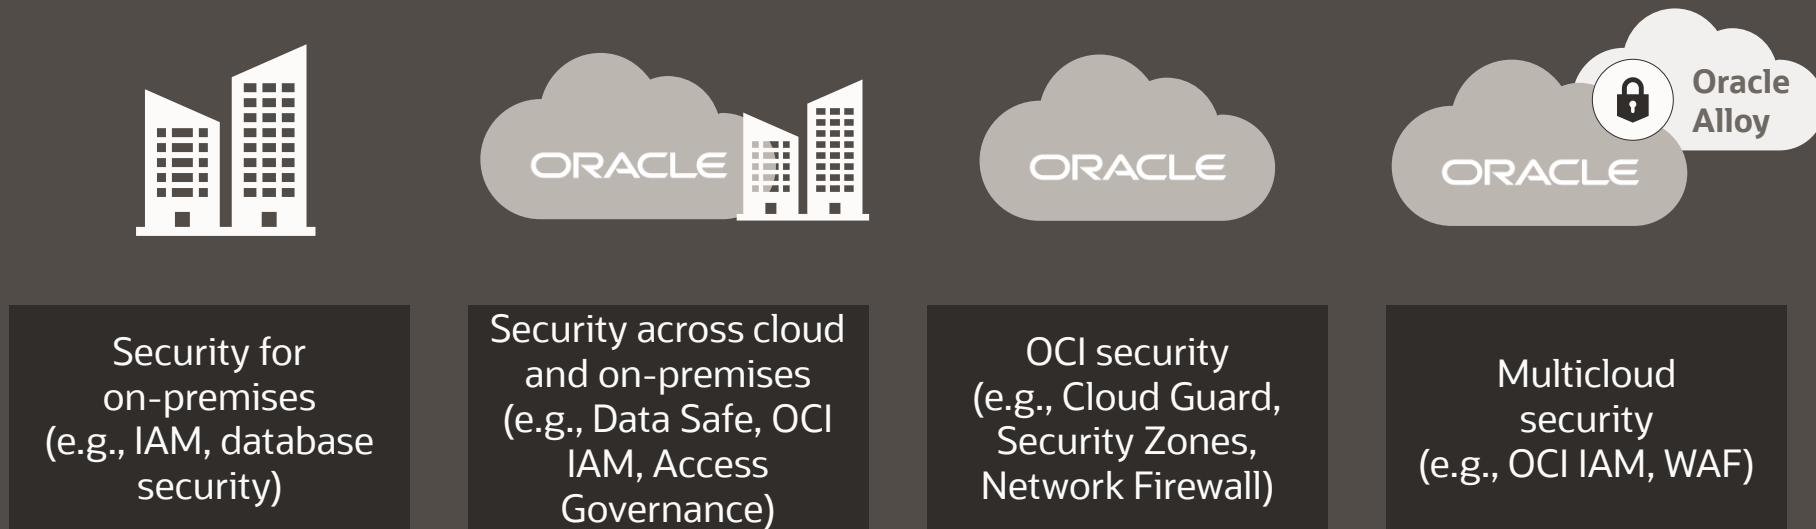 ORACLE
ORACLE
ORACLE
Oracle
Alloy
Security for
on-premises
(e.g., IAM, database
security)
Security across cloud
and on-premises
(e.g., Data Safe, OCI
IAM, Access
Governance)
OCI security
(e.g., Cloud Guard,
Security Zones,
Network Firewall)
Multicloud
security
(e.g., OCI IAM, WAF)